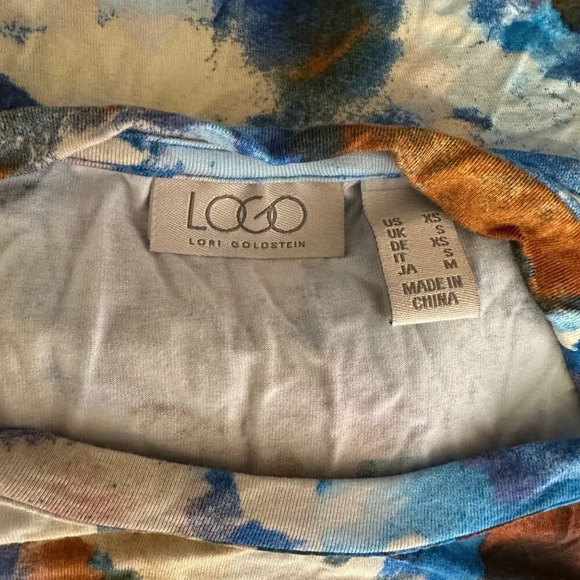 LOGO
LORI GOLDSTEIN
US XS
UK S
DE XS
IT S
JA M
MADE IN
CHINA